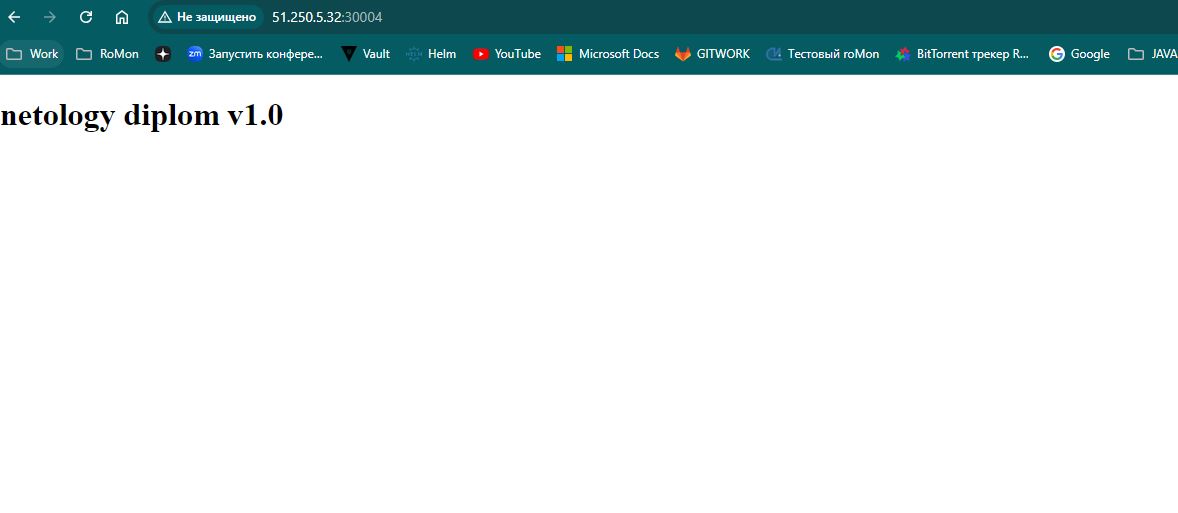 Не защищено 51.250.5.32:30004
Work RoMon zm Запустить конфере... Vault Helm YouTube Microsoft Docs GITWORK Тестовый roMon BitTorrent трекер R... Google JAVA
netology diplom v1.0